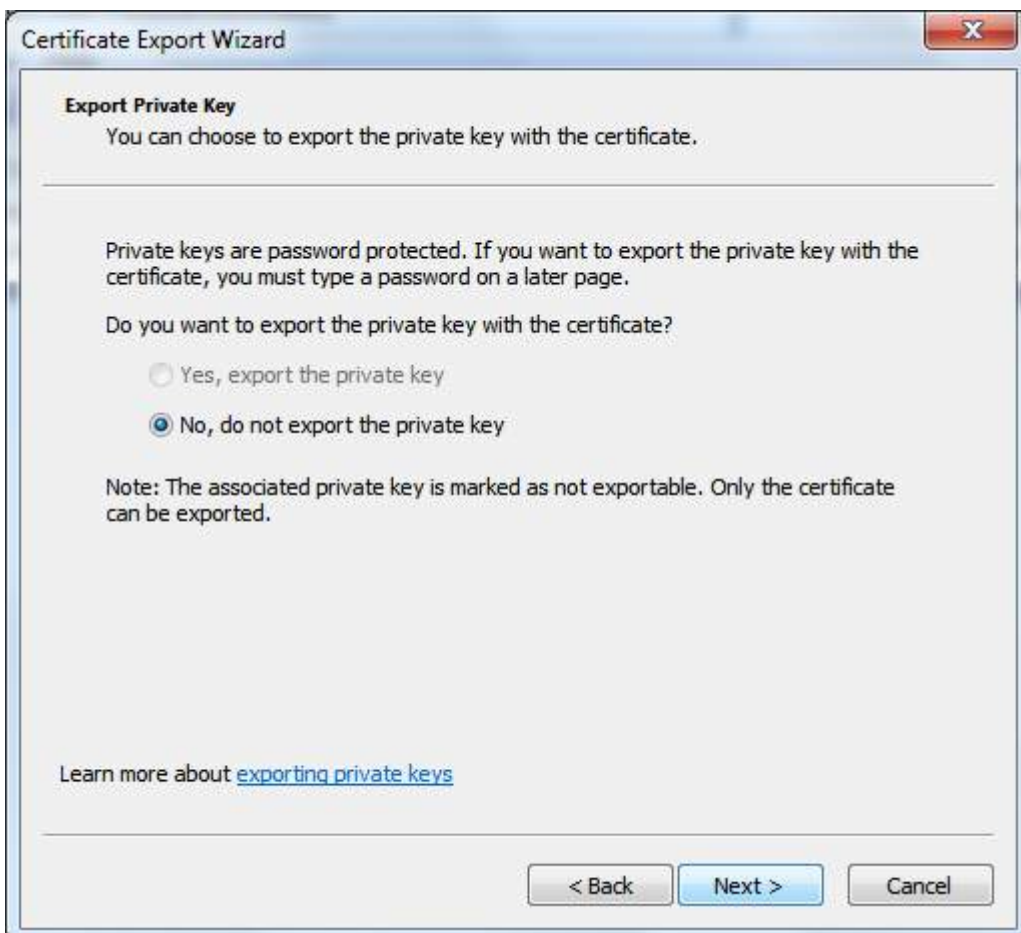 Certificate Export Wizard
Export Private Key
You can choose to export the private key with the certificate.
Private keys are password protected. If you want to export the private key with the
certificate, you must type a password on a later page.
Do you want to export the private key with the certificate?
Yes, export the private key
No, do not export the private key
Note: The associated private key is marked as not exportable. Only the certificate
can be exported.
Learn more about exporting private keys
< Back Next > Cancel